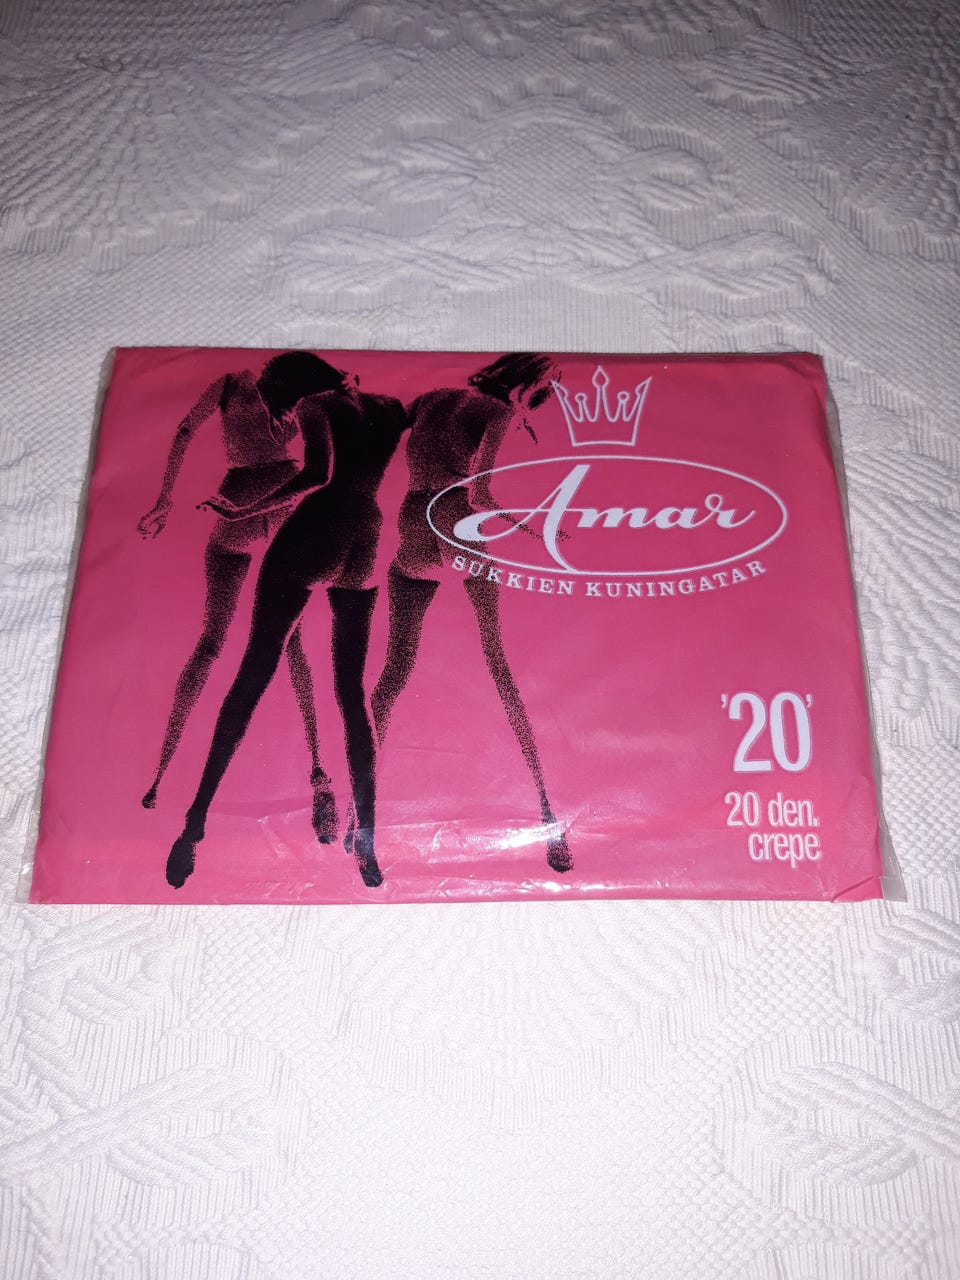 Amar
SUKKIEN KUNINGATAR
'20'
20 den.
crepe